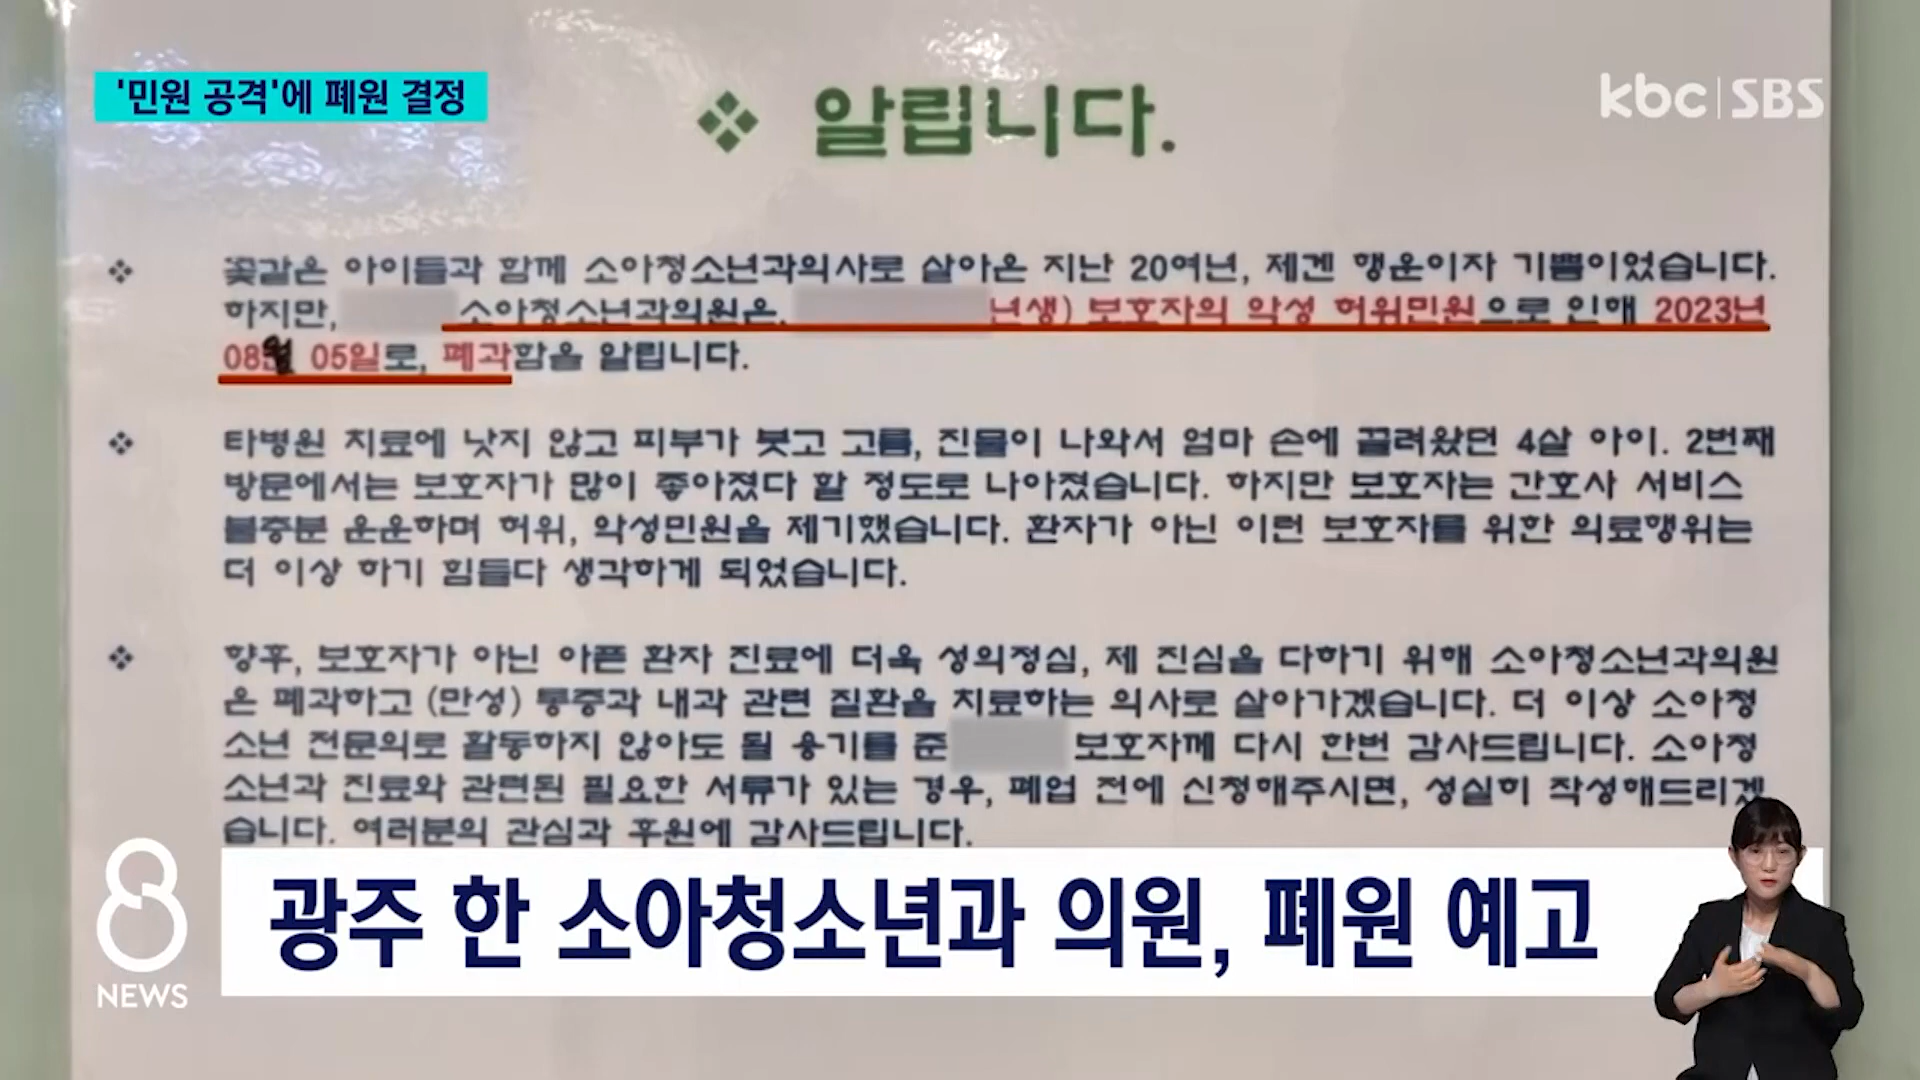 '민원 공격'에 폐원 결정
kbc SBS
❖ 알립니다.
❖ 꽃같은 아이들과 함께 소아청소년과의사로 살아온 지난 20여년, 제겐 행운이자 기쁨이었습니다.
하지만, 소아청소년과의원은, 년생) 보호자의 악성 허위민원으로 인해 2023년
08월 05일로, 폐과함을 알립니다.
❖ 타병원 치료에 낫지 않고 피부가 붓고 고름, 진물이 나와서 엄마 손에 끌려왔던 4살 아이. 2번째
방문에서는 보호자가 많이 좋아졌다 할 정도로 나아졌습니다. 하지만 보호자는 간호사 서비스
불충분 운운하며 허위, 악성민원을 제기했습니다. 환자가 아닌 이런 보호자를 위한 의료행위는
더 이상 하기 힘들다 생각하게 되었습니다.
❖ 향후, 보호자가 아닌 아픈 환자 진료에 더욱 성의정심, 제 진심을 다하기 위해 소아청소년과의원
은 폐과하고 (만성) 통증과 내과 관련 질환을 치료하는 의사로 살아가겠습니다. 더 이상 소아청
소년 전문의로 활동하지 않아도 될 용기를 준 보호자께 다시 한번 감사드립니다. 소아청
소년과 진료와 관련된 필요한 서류가 있는 경우, 폐업 전에 신청해주시면, 성실히 작성해드리겠
습니다. 여러분의 관심과 후원에 감사드립니다.
8
NEWS
광주 한 소아청소년과 의원, 폐원 예고